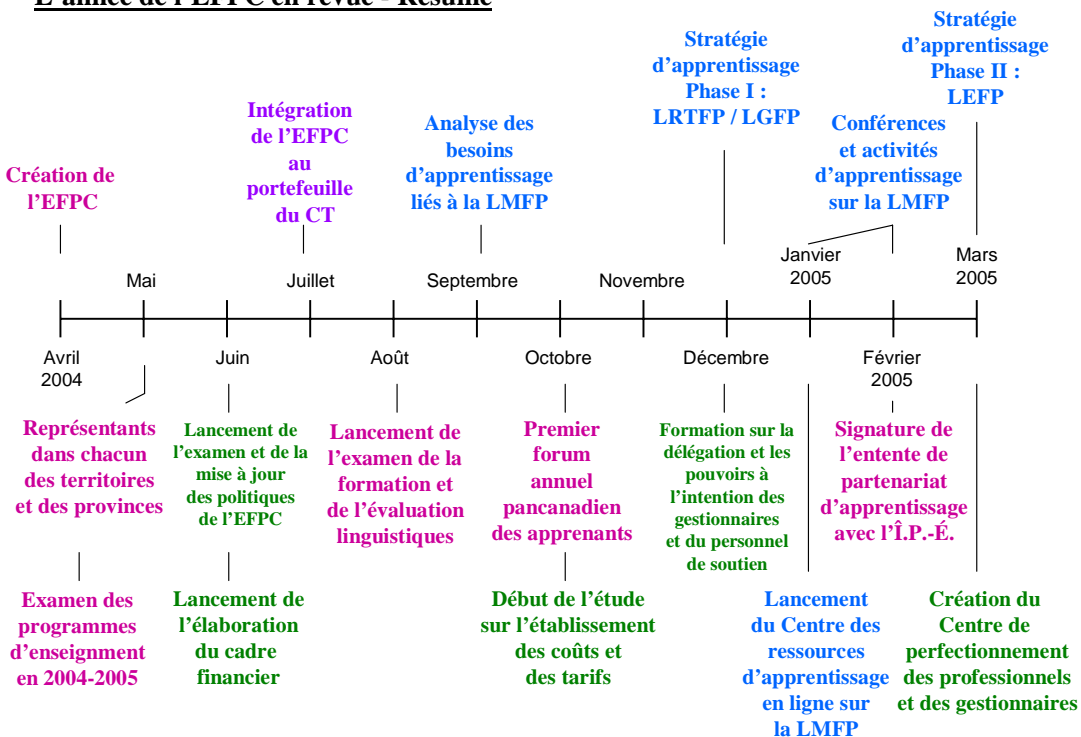 L'année de l'EFPC en revue - Résumé
Stratégie
d'apprentissage
Phase I :
LRTFP / LGFP
Stratégie
d'apprentissage
Phase II :
LEFP
Intégration
de l'EFPC
au
portefeuille
du CT
Analyse des
besoins
d'apprentissage
liés à la LMFP
Conférences
et activités
d'apprentissage
sur la LMFP
Création de
l'EFPC
Mai
Juillet
Septembre
Novembre
Janvier
2005
Mars
2005
Avril
2004
Juin
Août
Octobre
Décembre
Février
2005
Représentants
dans chacun
des territoires
et des provinces
Lancement de
l'examen et de la
mise à jour
des politiques
de l'EFPC
Lancement de
l'examen de la
formation et
de l'évaluation
linguistiques
Premier
forum
annuel
pancanadien
des apprenants
Formation sur la
délégation et les
pouvoirs à
l'intention des
gestionnaires
et du personnel
de soutien
Signature de
l'entente de
partenariat
d'apprentissage
avec l'Î.P.-É.
Examen des
programmes
d'enseignment
en 2004-2005
Lancement de
l'élaboration
du cadre
financier
Début de l'étude
sur l'établissement
des coûts et
des tarifs
Lancement
du Centre des
ressources
d'apprentissage
en ligne sur
la LMFP
Création du
Centre de
perfectionnement
des professionnels
et des gestionnaires